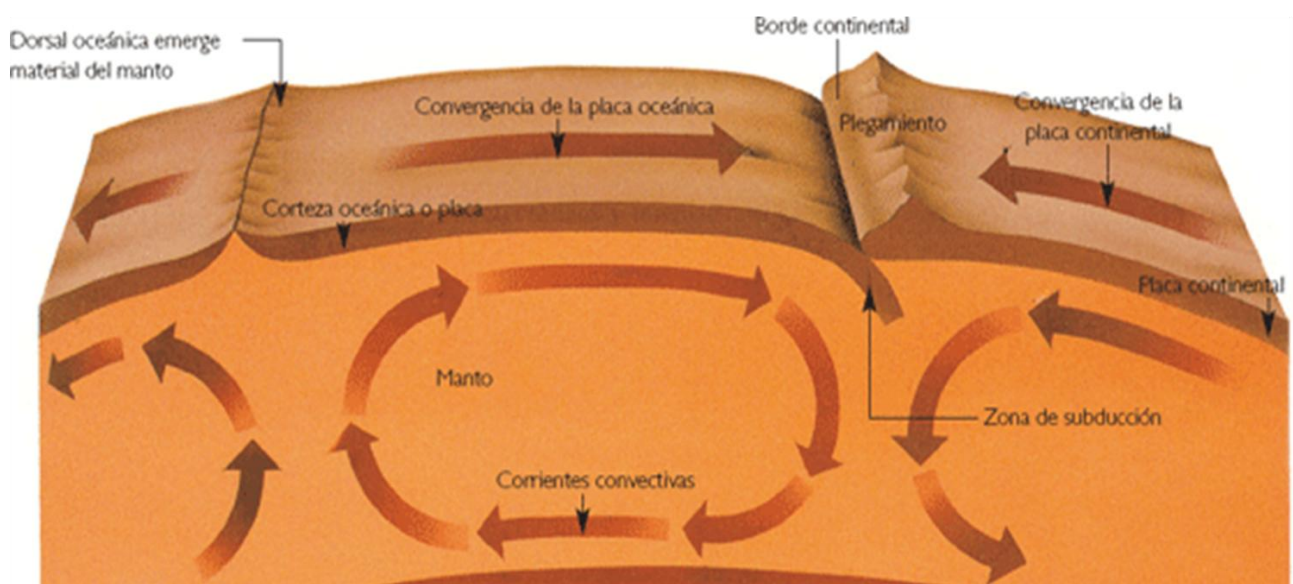 Dorsal oceánica emerge
material del manto
Borde continental
Convergencia de la placa oceánica
Plegamiento
Convergencia de la
placa continental
Corteza oceánica o placa
Placa continental
Manto
Zona de subducción
Corrientes convectivas